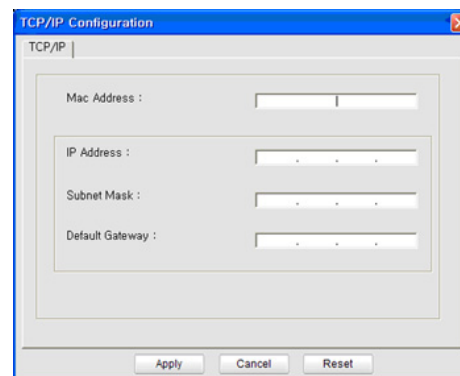 TCP/IP Configuration
TCP/IP
Mac Address :
IP Address :
. . .
Subnet Mask :
. . .
Default Gateway :
. . .
Apply Cancel Reset